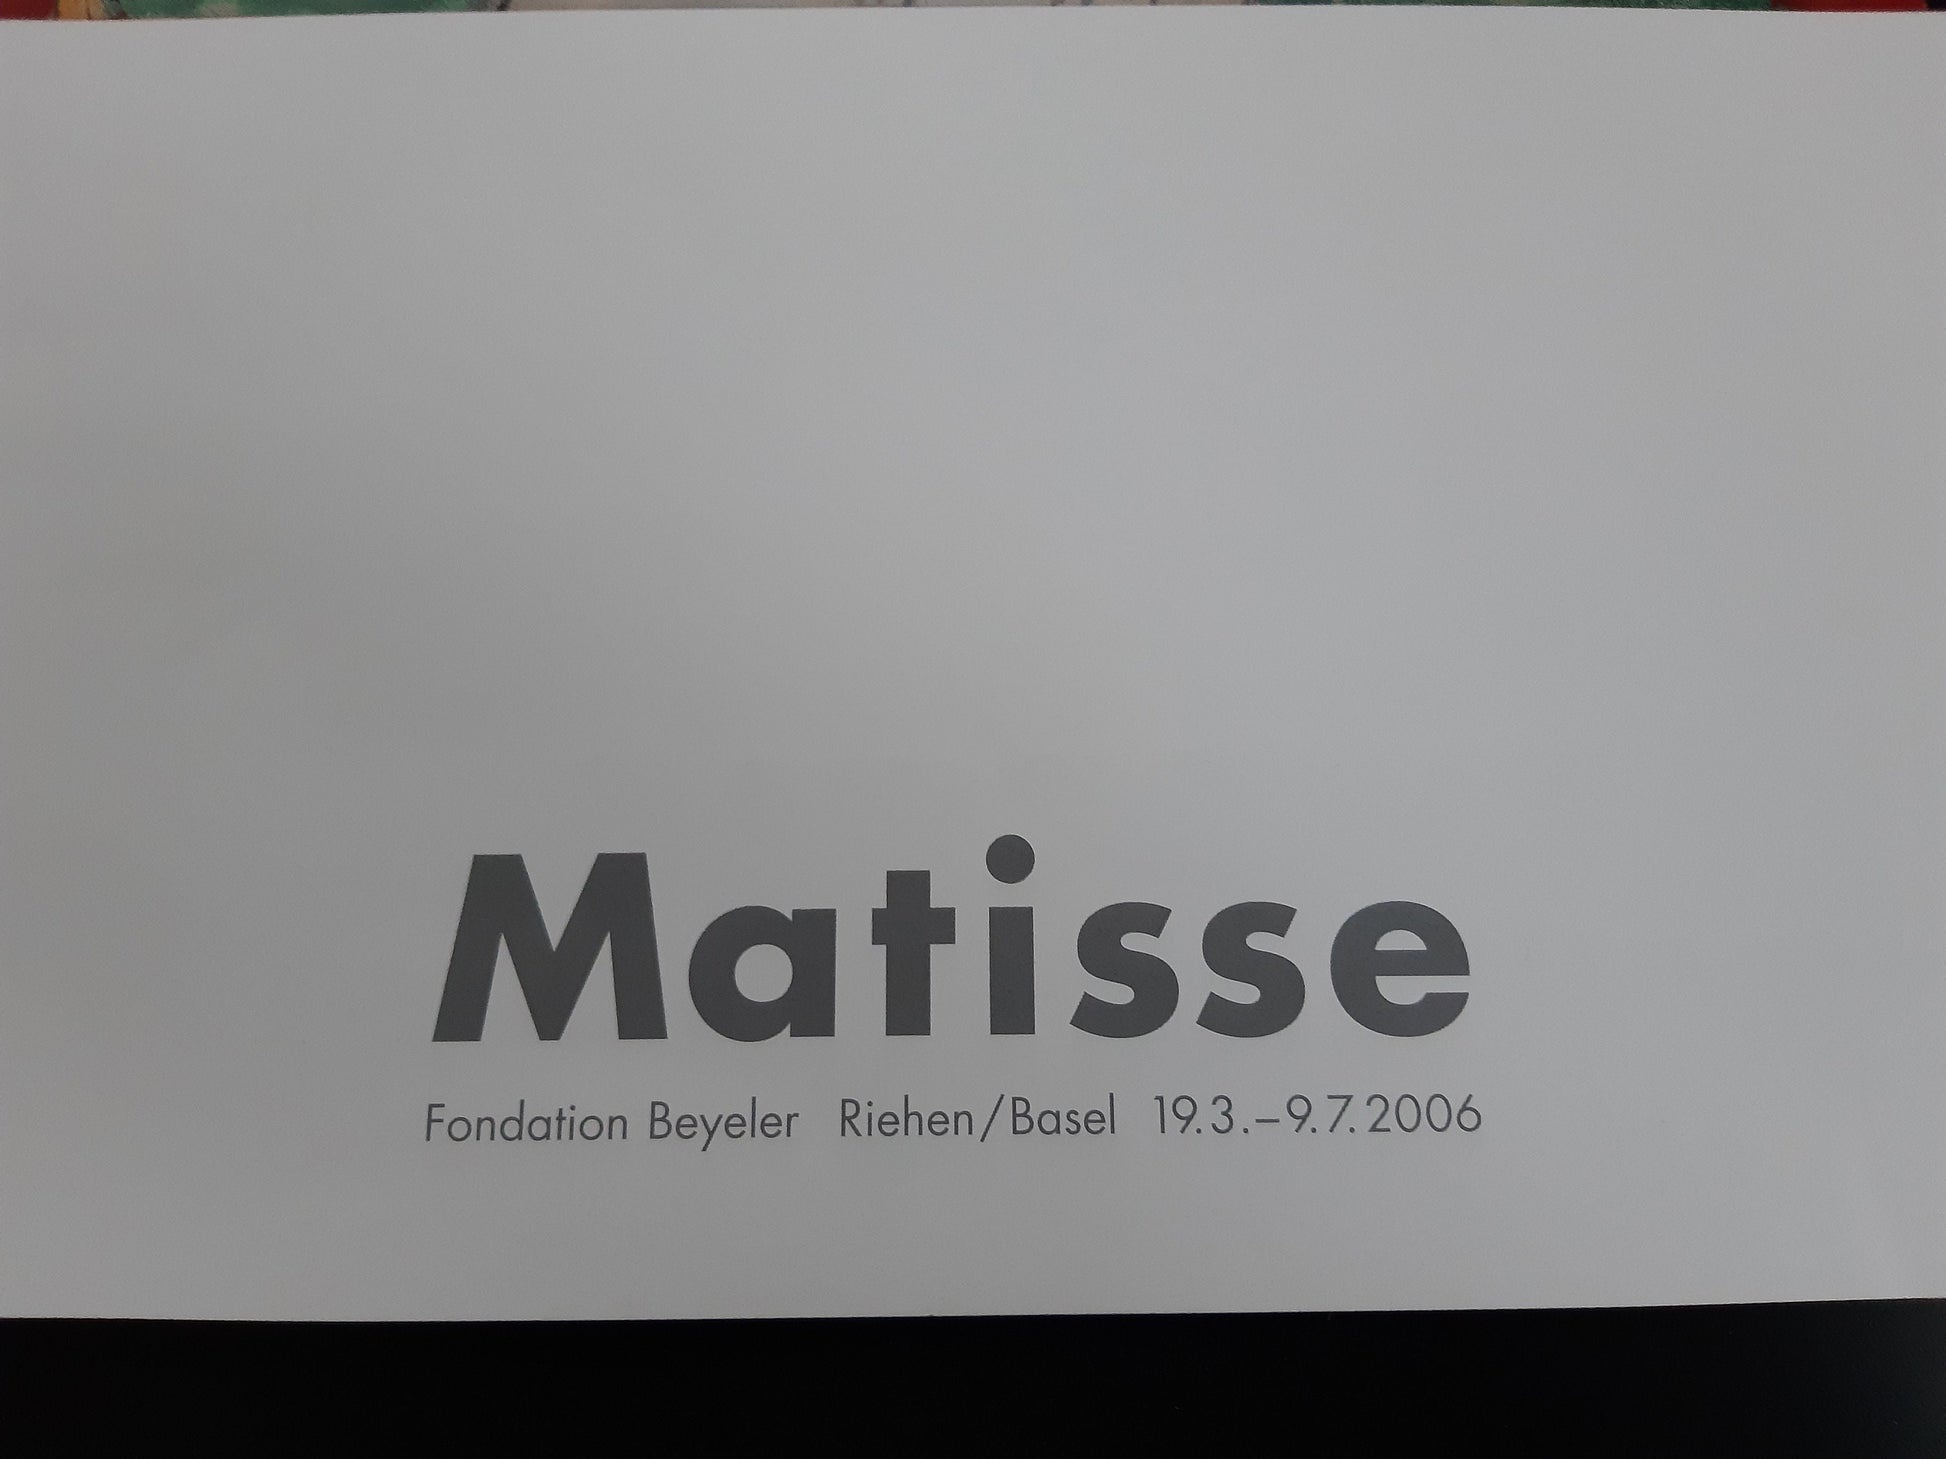 Matisse
Fondation Beyeler Riehen/Basel 19.3.–9.7.2006